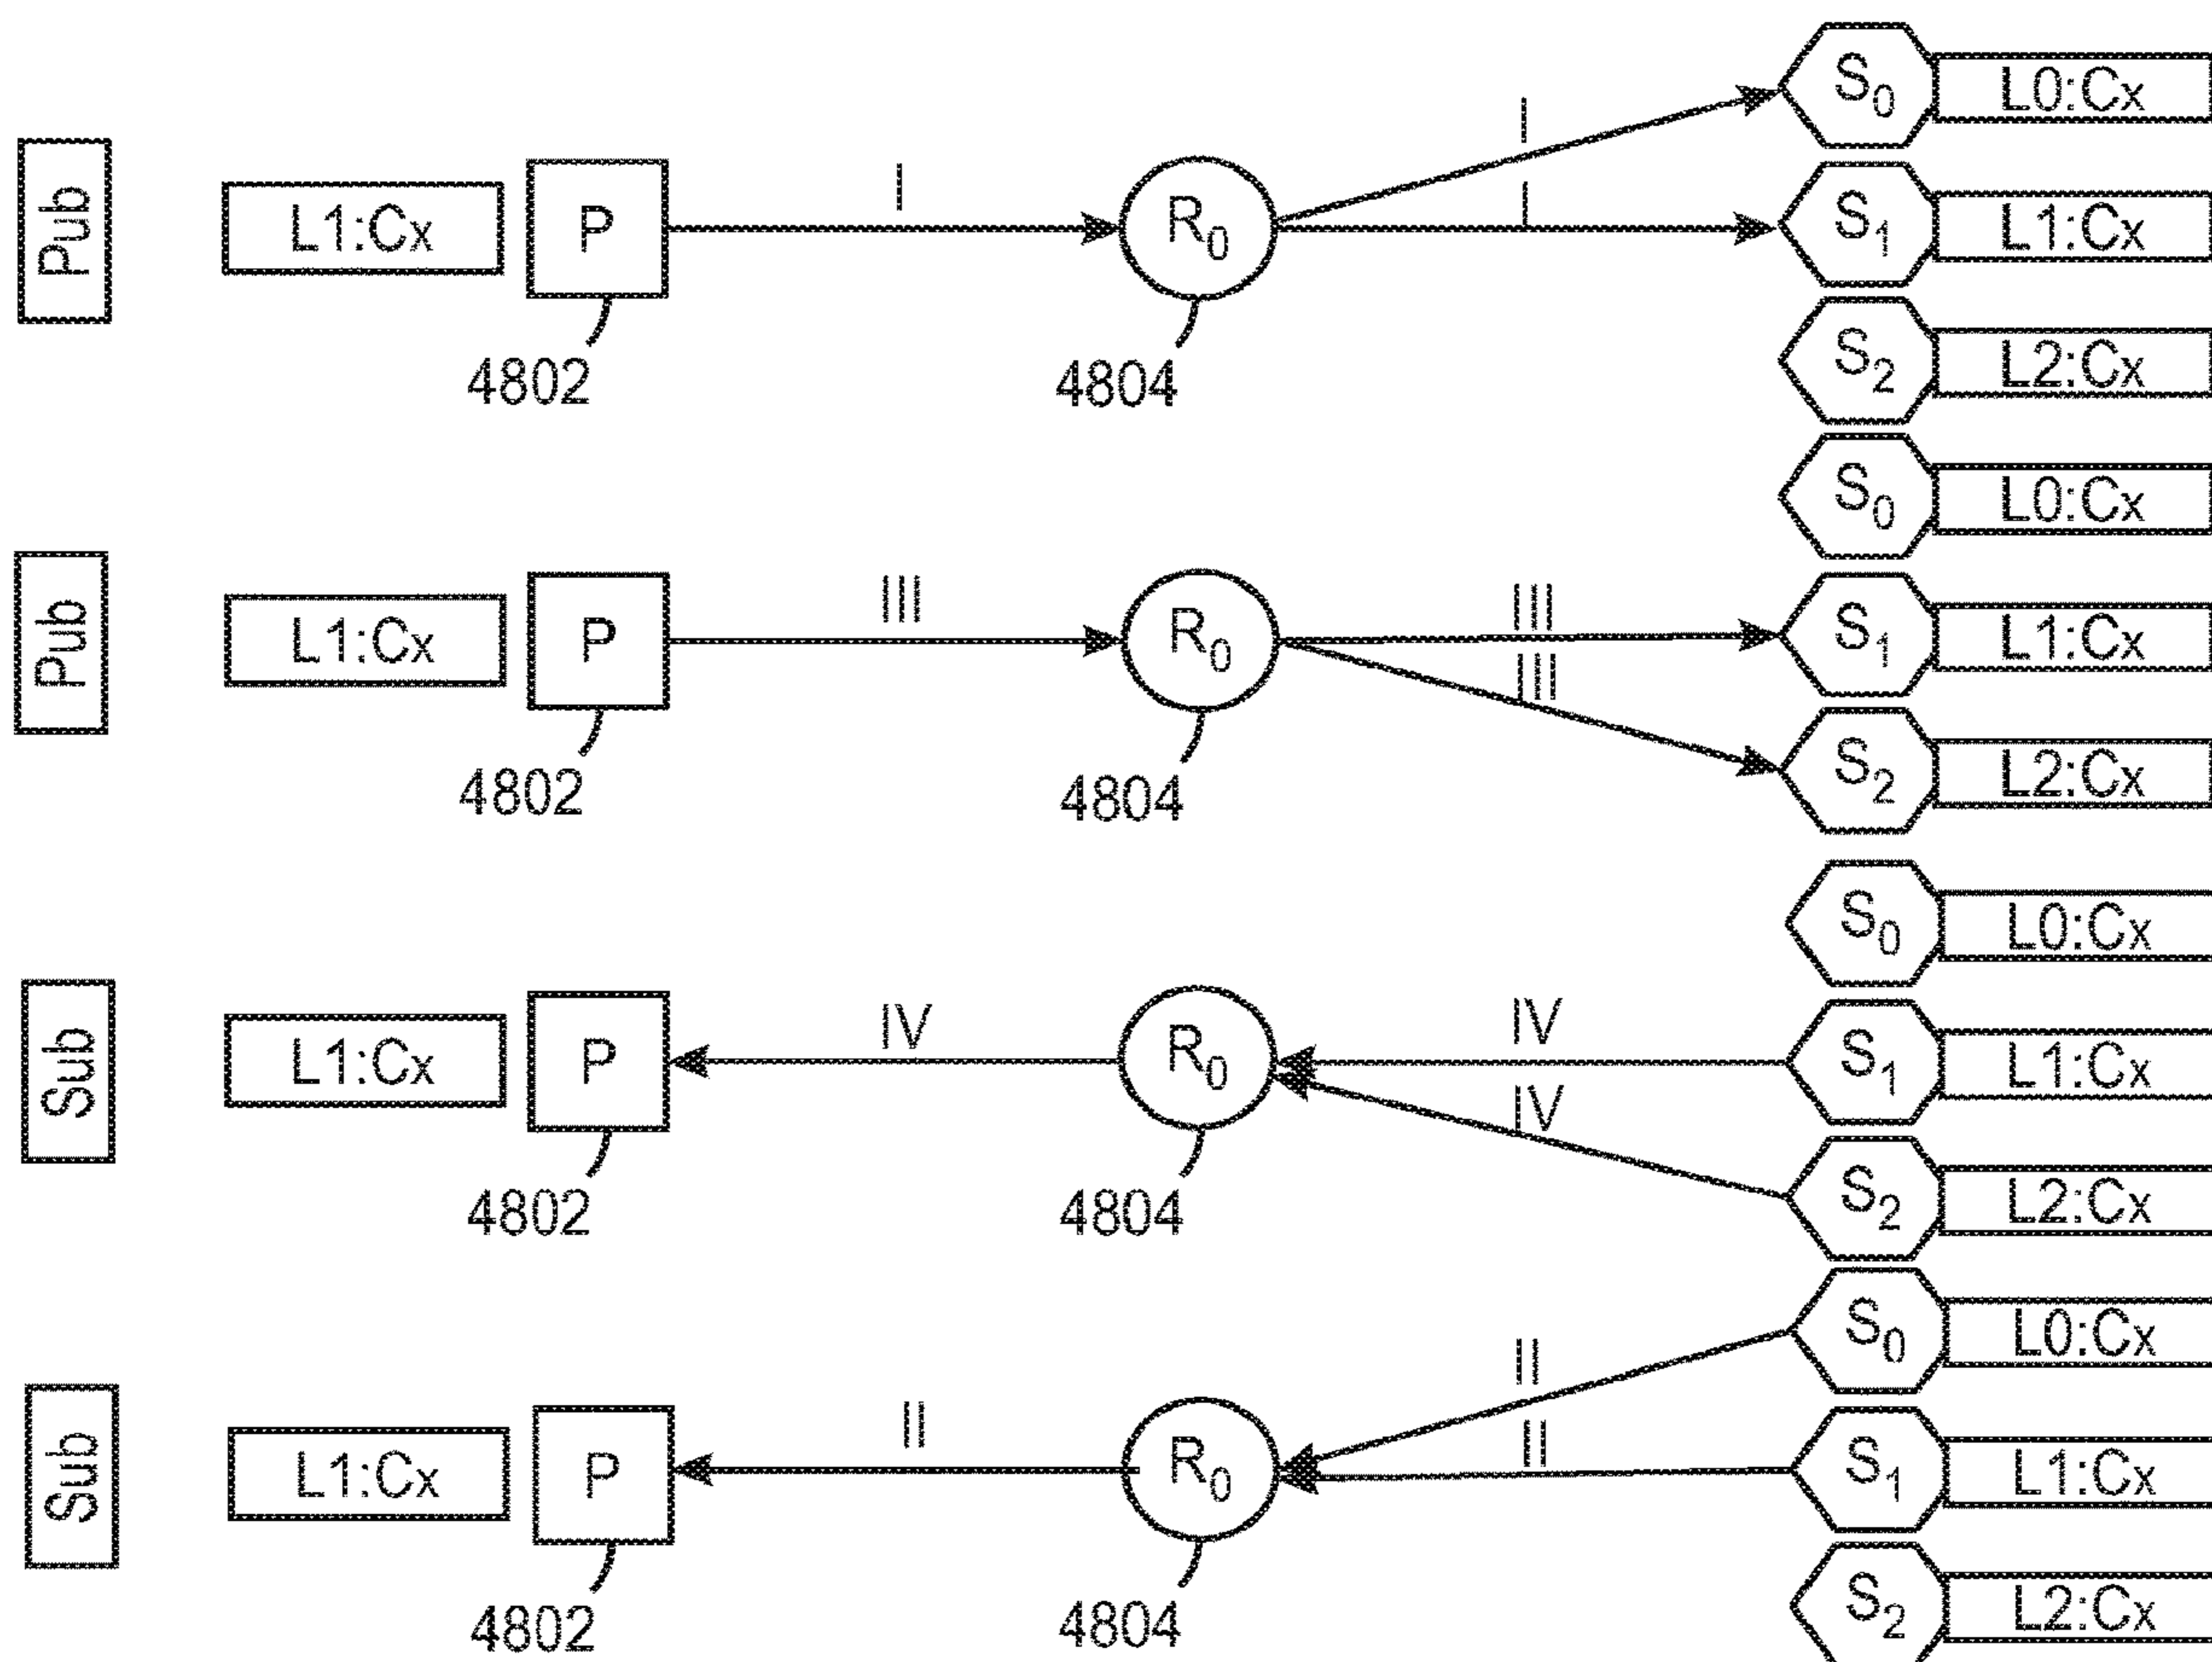 S0 L0:Cx
Pub L1:Cx P I R0 I I S1 L1:Cx
4802 4804 S2 L2:Cx
S0 L0:Cx
Pub L1:Cx P III R0 III III S1 L1:Cx
4802 4804 S2 L2:Cx
S0 L0:Cx
Sub L1:Cx P IV R0 IV IV S1 L1:Cx
4802 4804 S2 L2:Cx
S0 L0:Cx
Sub L1:Cx P II R0 II II S1 L1:Cx
4802 4804 S2 L2:Cx